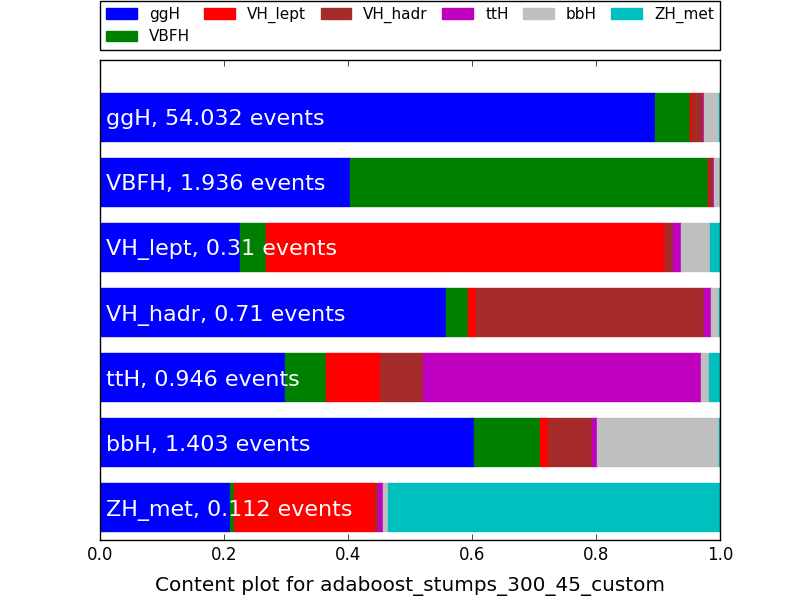 ggH VH_lept VH_hadr ttH bbH ZH_met
VBFH
ggH, 54.032 events
VBFH, 1.936 events
VH_lept, 0.31 events
VH_hadr, 0.71 events
ttH, 0.946 events
bbH, 1.403 events
ZH_met, 0.112 events
0.0 0.2 0.4 0.6 0.8 1.0
Content plot for adaboost_stumps_300_45_custom